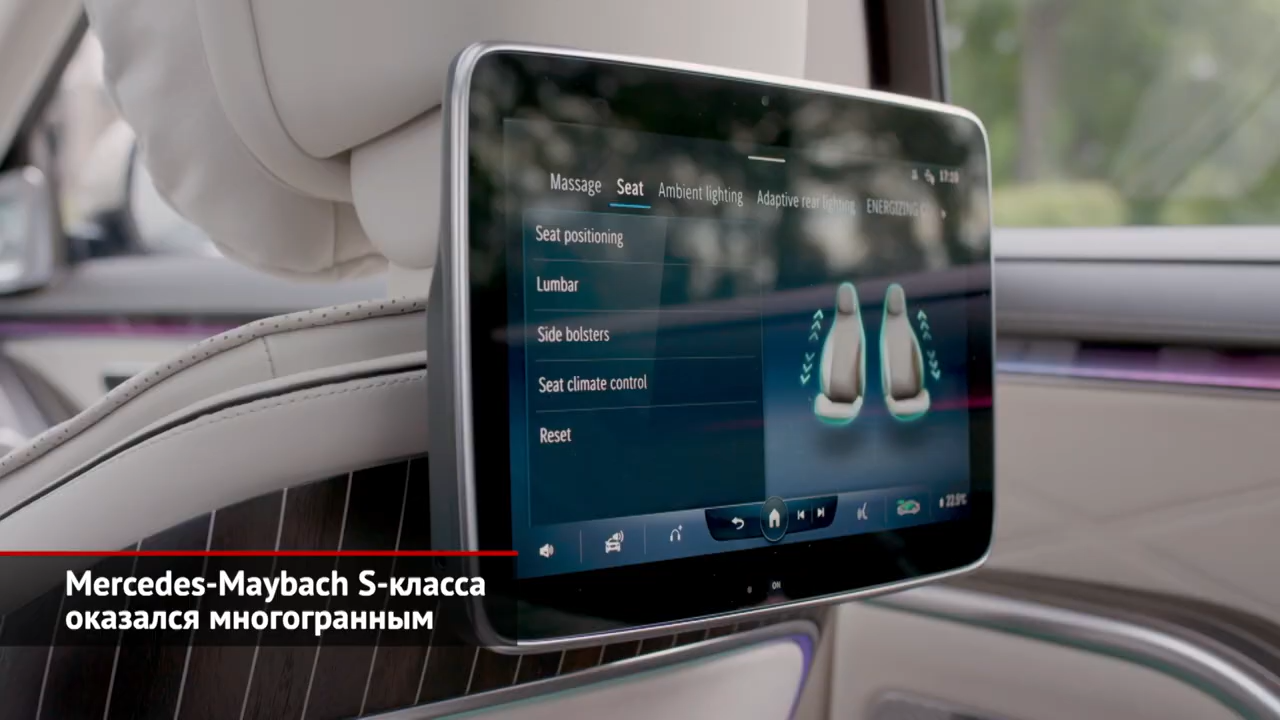 Massage Seat Ambient lighting Adaptive rear lighting ENERGIZING
Seat positioning
Lumbar
Side bolsters
Seat climate control
Reset
ON
Mercedes-Maybach S-класса
оказался многогранным